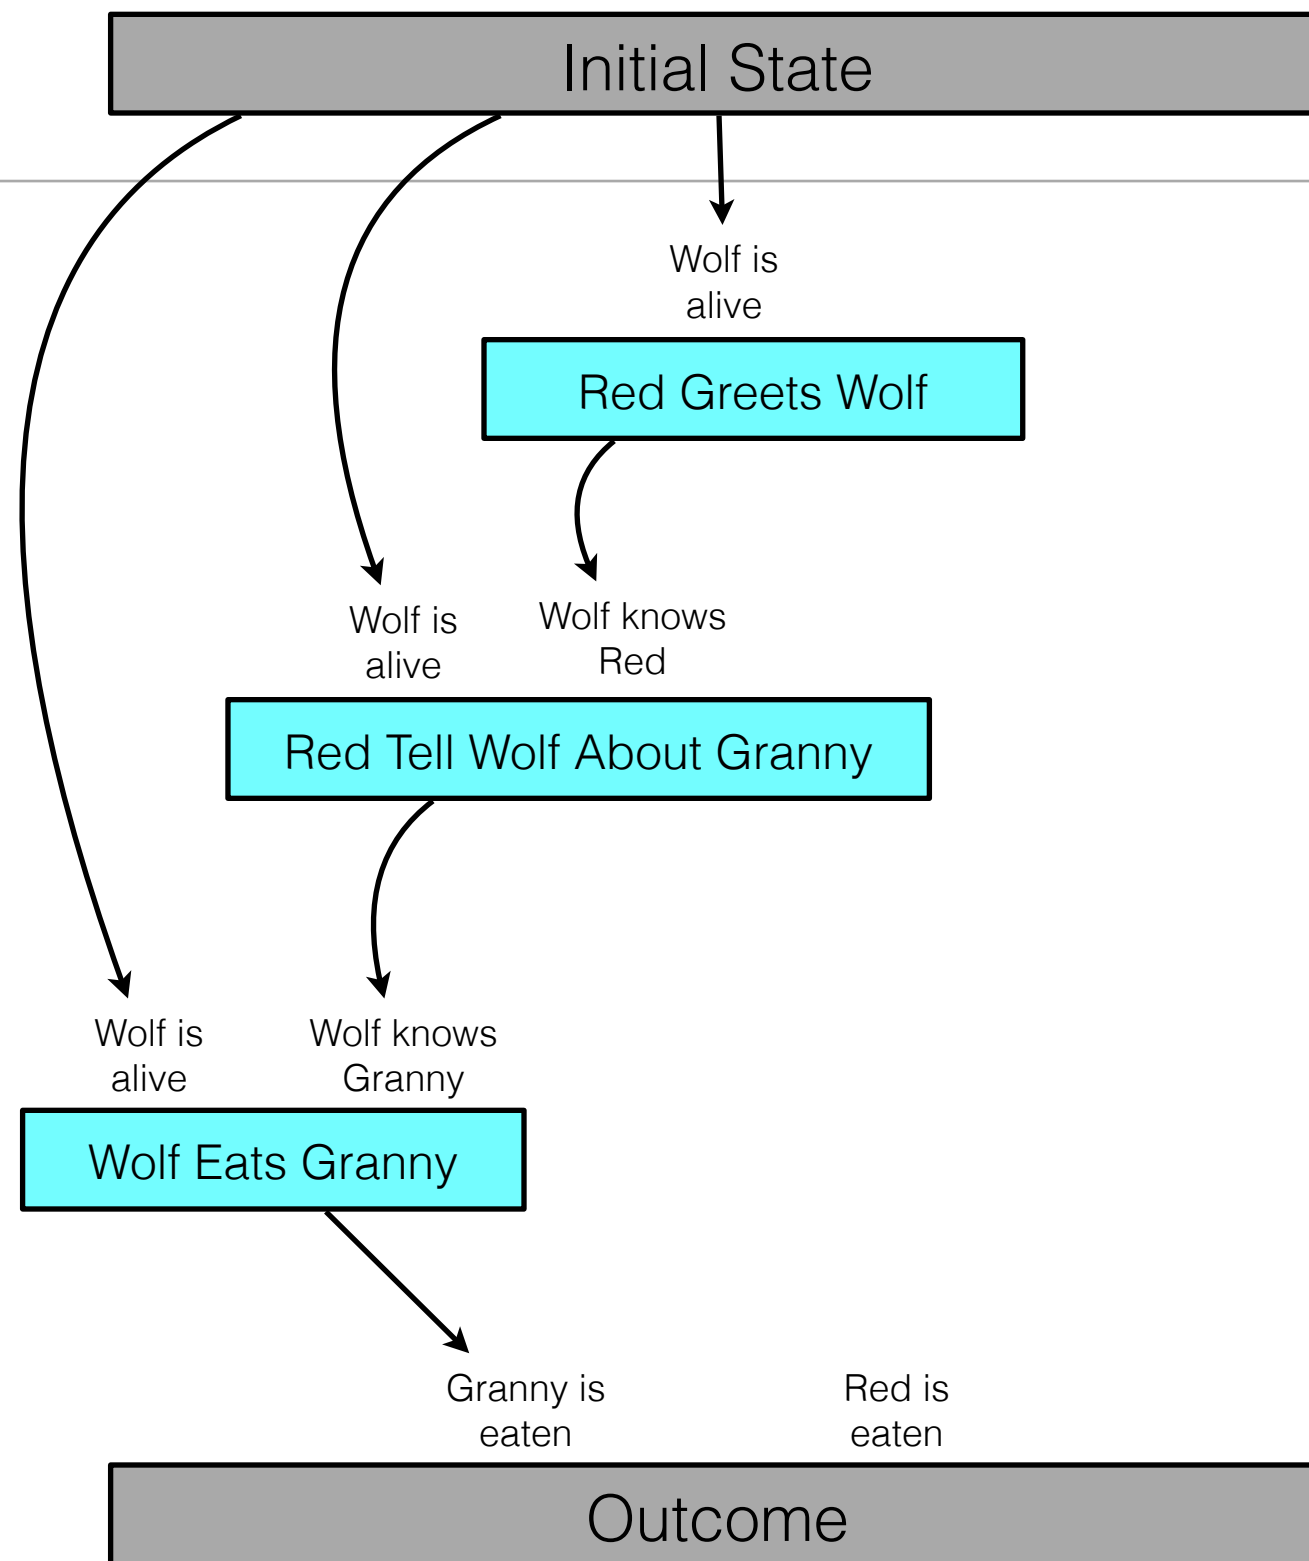 Initial State
Wolf is
alive
Red Greets Wolf
Wolf is
alive
Wolf knows
Red
Red Tell Wolf About Granny
Wolf is
alive
Wolf knows
Granny
Wolf Eats Granny
Granny is
eaten
Red is
eaten
Outcome